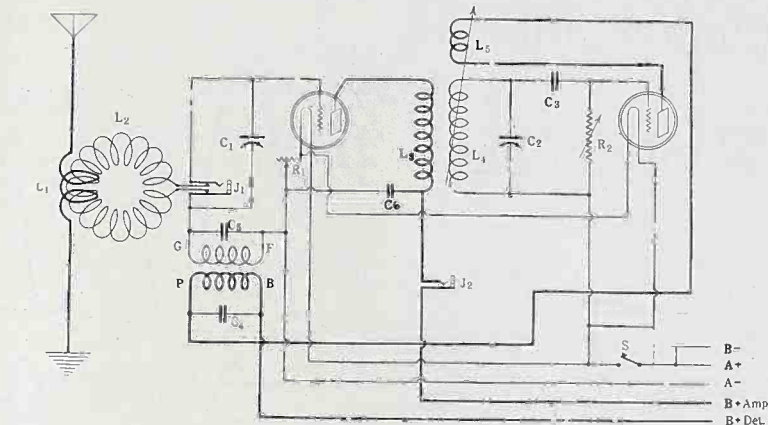 L5
L2
C3
C1
C2
R2
L3
L4
R1
L1
J1
C6
C5
G
F
P
B
J2
C4
S
B-
A+
A-
B+ Amp
B+ Det.